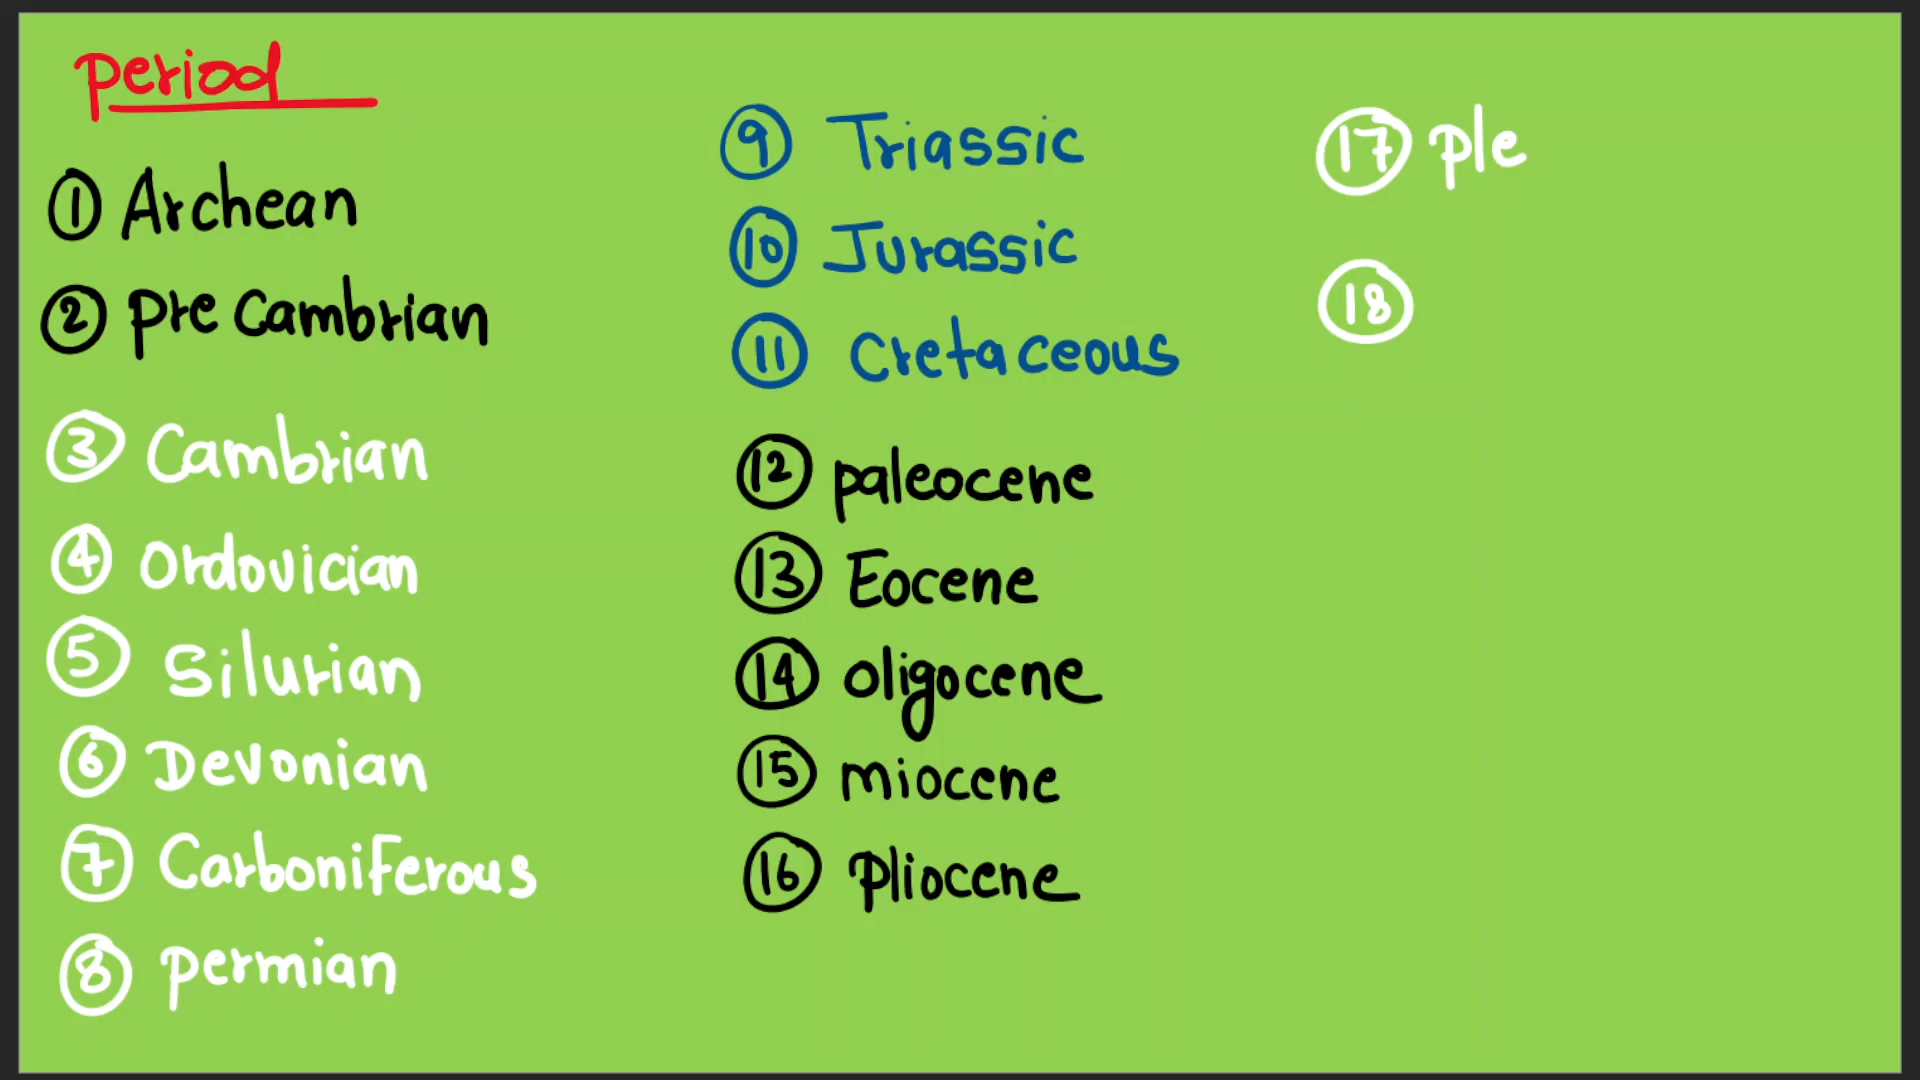 period
1 Archean
2 Pre Cambrian
3 Cambrian
4 Ordovician
5 Silurian
6 Devonian
7 Carboniferous
8 permian
9 Triassic
10 Jurassic
11 Cretaceous
12 paleocene
13 Eocene
14 oligocene
15 miocene
16 Pliocene
17 ple
18